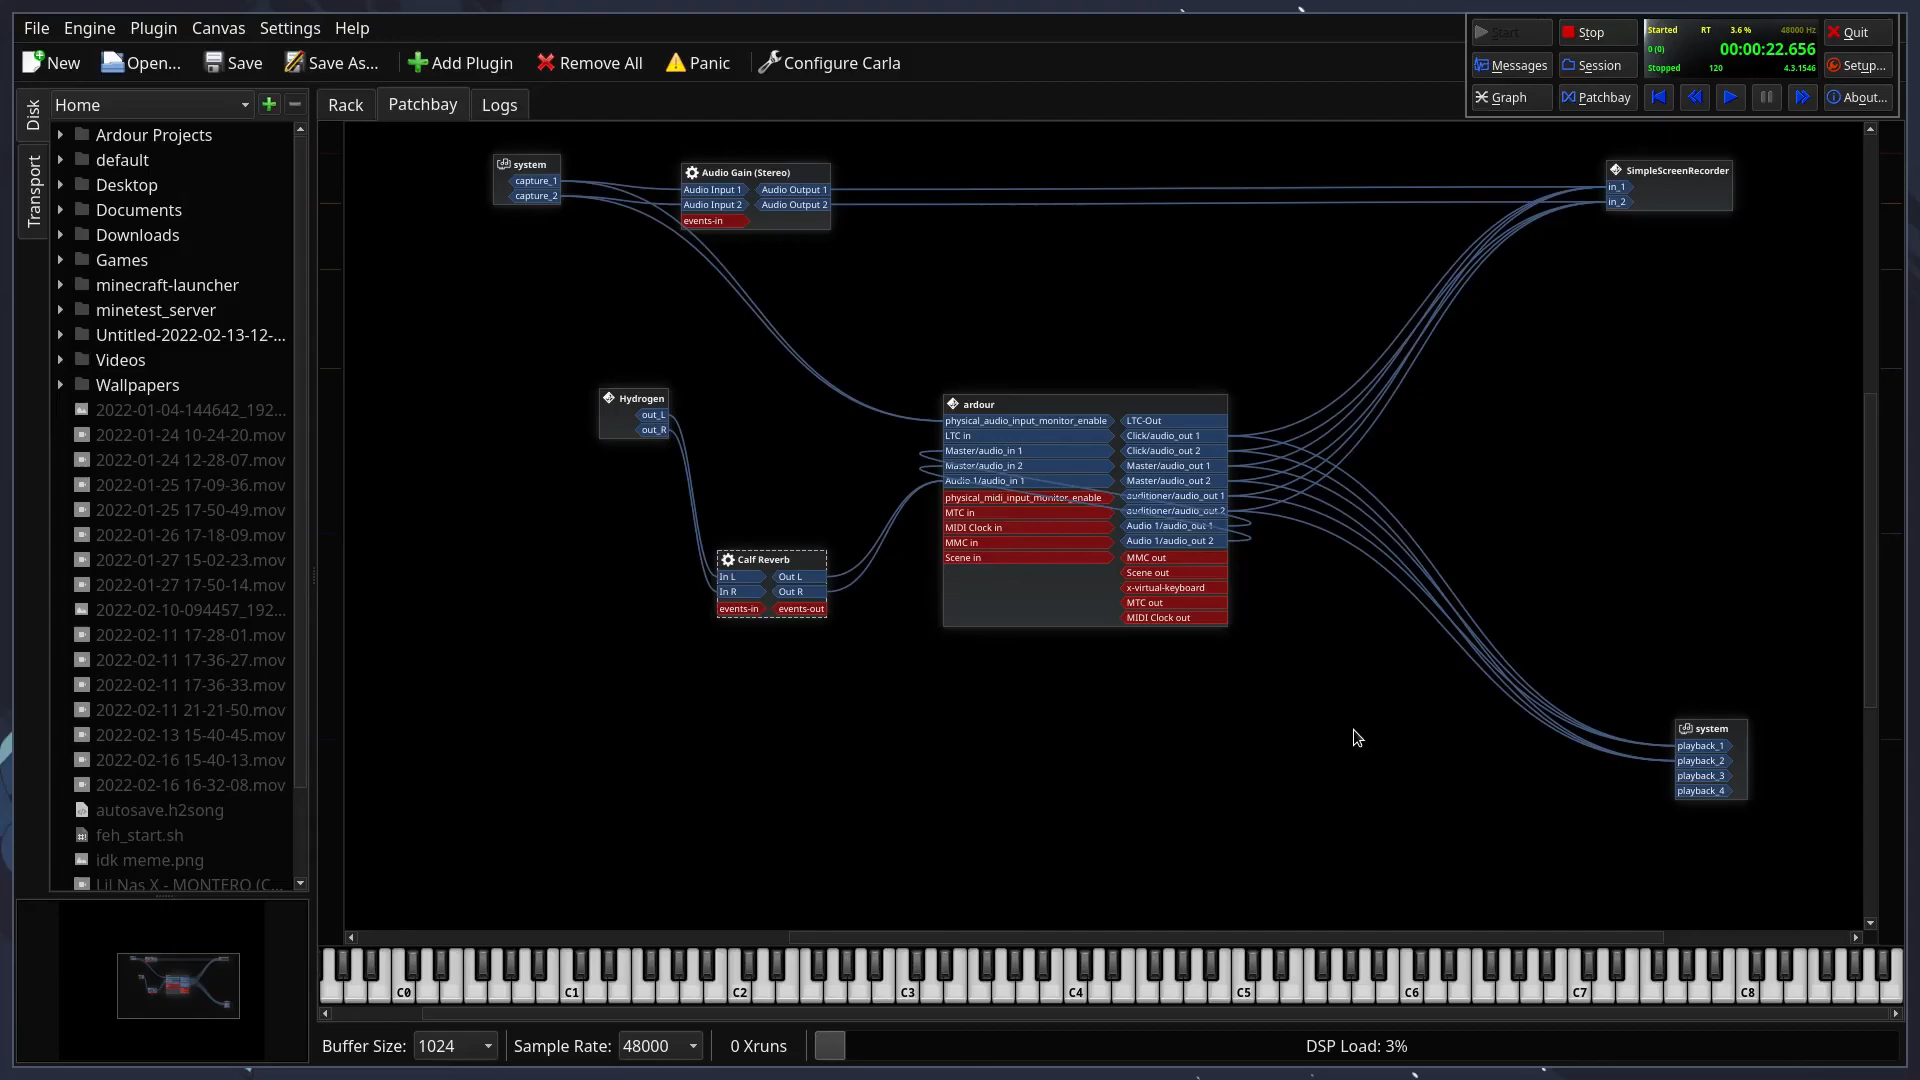 File Engine Plugin Canvas Settings Help
New Open... Save Save As... Add Plugin Remove All Panic Configure Carla
Start Stop
Messages Session
Graph Patchbay
Started RT 3.6 % 48000 Hz
0 (0) 00:00:22.656
Stopped 120 4.3.1546
Quit
Setup...
About...
Disk
Transport
Home
Ardour Projects
default
Desktop
Documents
Downloads
Games
minecraft-launcher
minetest_server
Untitled-2022-02-13-12-...
Videos
Wallpapers
2022-01-04-144642_192...
2022-01-24 10-24-20.mov
2022-01-24 12-28-07.mov
2022-01-25 17-09-36.mov
2022-01-25 17-50-49.mov
2022-01-26 17-18-09.mov
2022-01-27 15-02-23.mov
2022-01-27 17-50-14.mov
2022-02-10-094457_192...
2022-02-11 17-28-01.mov
2022-02-11 17-36-27.mov
2022-02-11 17-36-33.mov
2022-02-11 21-21-50.mov
2022-02-13 15-40-45.mov
2022-02-16 15-40-13.mov
2022-02-16 16-32-08.mov
autosave.h2song
feh_start.sh
idk meme.png
Lil Nas X - MONTERO (C...
Rack Patchbay Logs
system
capture_1
capture_2
Audio Gain (Stereo)
Audio Input 1 Audio Output 1
Audio Input 2 Audio Output 2
events-in
SimpleScreenRecorder
in_1
in_2
Hydrogen
out_L
out_R
Calf Reverb
In L Out L
In R Out R
events-in events-out
ardour
physical_audio_input_monitor_enable LTC-Out
LTC in Click/audio_out 1
Master/audio_in 1 Click/audio_out 2
Master/audio_in 2 Master/audio_out 1
Audio 1/audio_in 1 Master/audio_out 2
physical_midi_input_monitor_enable auditioner/audio_out 1
MTC in auditioner/audio_out 2
MIDI Clock in Audio 1/audio_out 1
MMC in Audio 1/audio_out 2
Scene in MMC out
Scene out
x-virtual-keyboard
MTC out
MIDI Clock out
system
playback_1
playback_2
playback_3
playback_4
C0 C1 C2 C3 C4 C5 C6 C7 C8
Buffer Size: 1024 Sample Rate: 48000 0 Xruns DSP Load: 3%